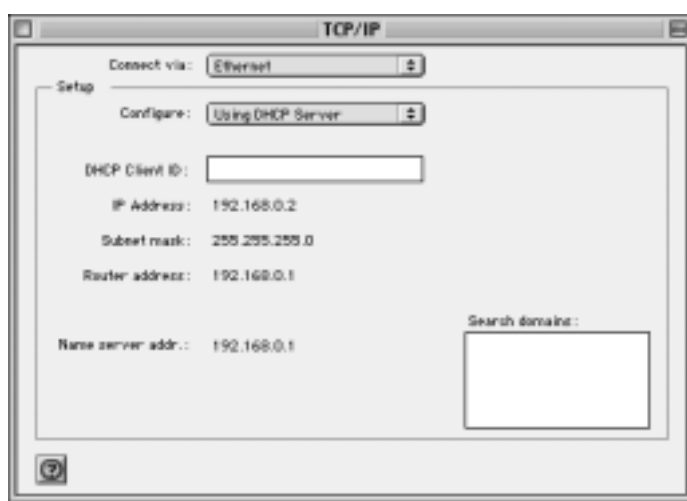 TCP/IP
Connect via: Ethernet
Setup
Configure: Using DHCP Server
DHCP Client ID:
IP Address: 192.168.0.2
Subnet mask: 255.255.255.0
Router address: 192.168.0.1
Search domains:
Name server addr.: 192.168.0.1
?